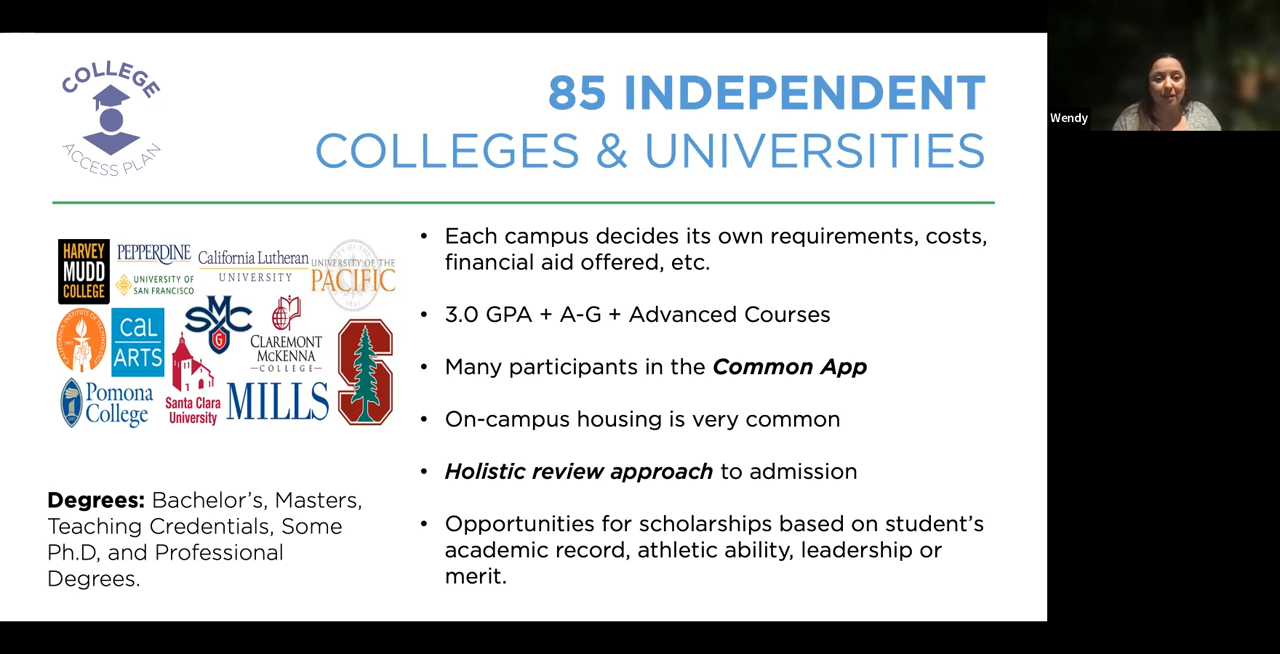 COLLEGE
ACCESS PLAN
85 INDEPENDENT
COLLEGES & UNIVERSITIES
Wendy
HARVEY
MUDD
COLLEGE
PEPPERDINE
UNIVERSITY OF
SAN FRANCISCO
California Lutheran
UNIVERSITY
UNIVERSITY OF THE
PACIFIC
CALIFORNIA INSTITUTE OF TECHNOLOGY
CAL
ARTS
SMC
G
CLAREMONT
MCKENNA
COLLEGE
Pomona
College
Santa Clara
University
MILLS
S
Degrees: Bachelor's, Masters,
Teaching Credentials, Some
Ph.D, and Professional
Degrees.
• Each campus decides its own requirements, costs,
financial aid offered, etc.
• 3.0 GPA + A-G + Advanced Courses
• Many participants in the Common App
• On-campus housing is very common
• Holistic review approach to admission
• Opportunities for scholarships based on student's
academic record, athletic ability, leadership or
merit.